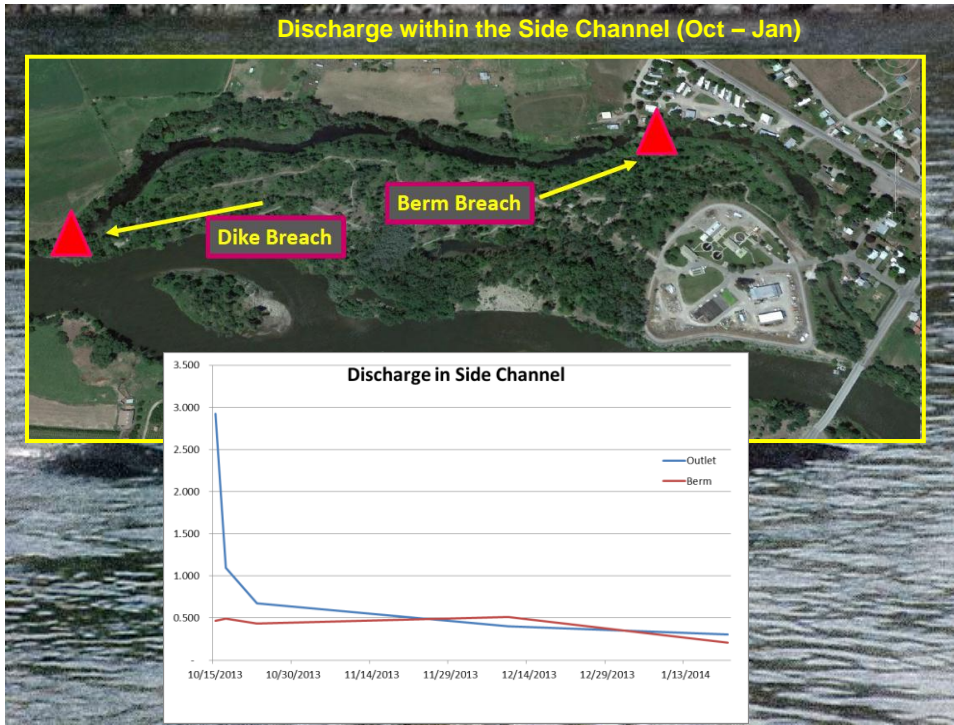 Discharge within the Side Channel (Oct – Jan)
Berm Breach
Dike Breach
Discharge in Side Channel
3.500
3.000
2.500
2.000
1.500
1.000
0.500
-
Outlet
Berm
10/15/2013 10/30/2013 11/14/2013 11/29/2013 12/14/2013 12/29/2013 1/13/2014